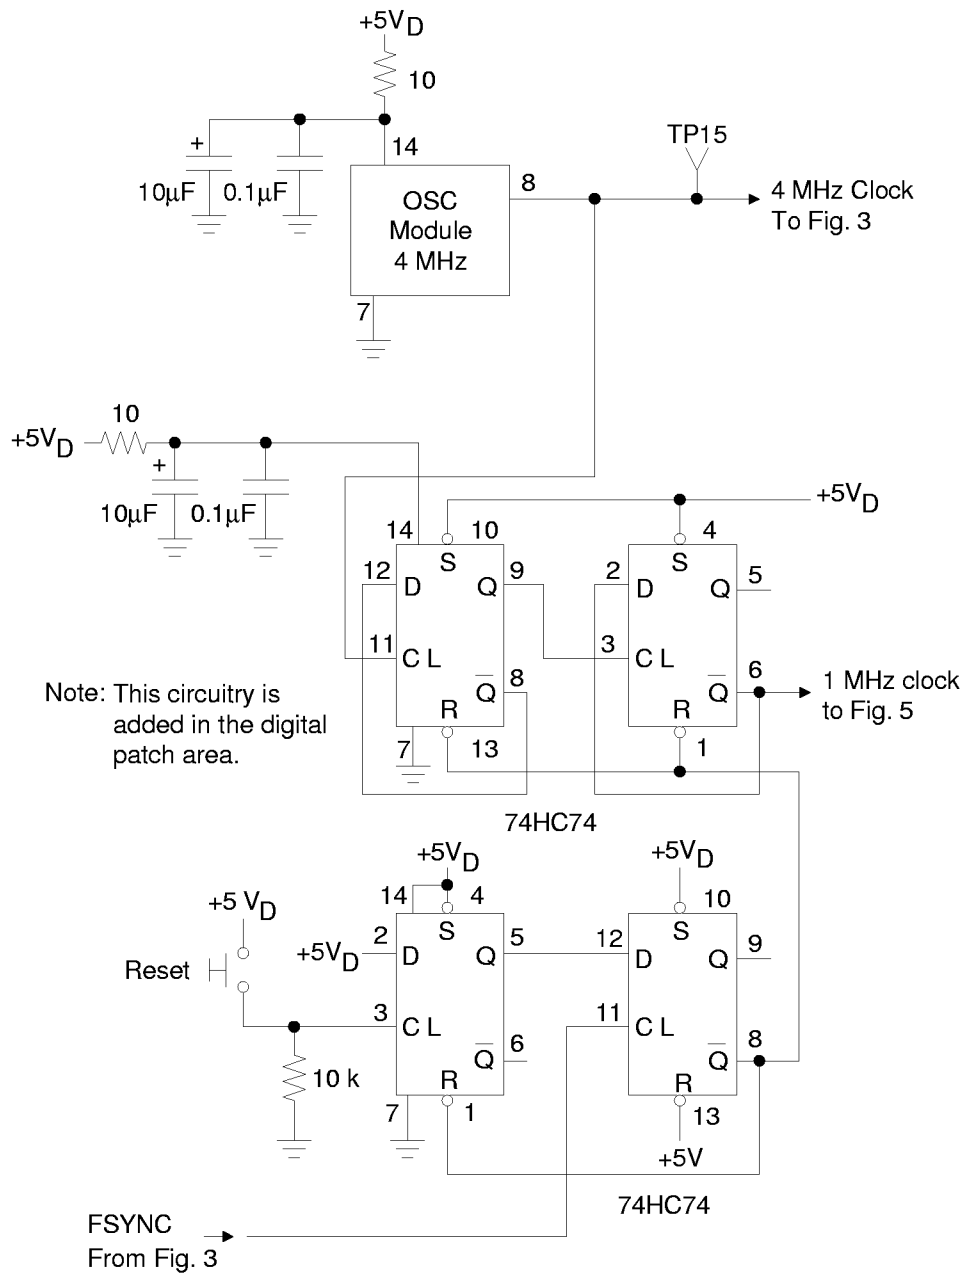 +5VD
10
14
+
10µF
0.1µF
OSC
Module
4 MHz
8
7
TP15
4 MHz Clock
To Fig. 3
10
+5VD
+
10µF
0.1µF
+5VD
14
10
4
12
D
S
Q
9
2
D
S
Q
5
11
CL
3
CL
Q
8
Q
6
R
R
7
13
1
1 MHz clock
to Fig. 5
Note: This circuitry is
added in the digital
patch area.
74HC74
+5VD
+5VD
14
4
10
+5 VD
Reset
+5VD
2
D
S
Q
5
12
D
S
Q
9
3
CL
11
CL
Q
6
Q
8
10 k
R
R
7
1
13
+5V
74HC74
FSYNC
From Fig. 3